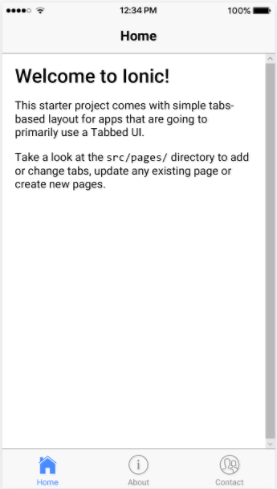 12:34 PM 100%
Home
Welcome to Ionic!
This starter project comes with simple tabs-
based layout for apps that are going to
primarily use a Tabbed UI.
Take a look at the src/pages/ directory to add
or change tabs, update any existing page or
create new pages.
Home About Contact